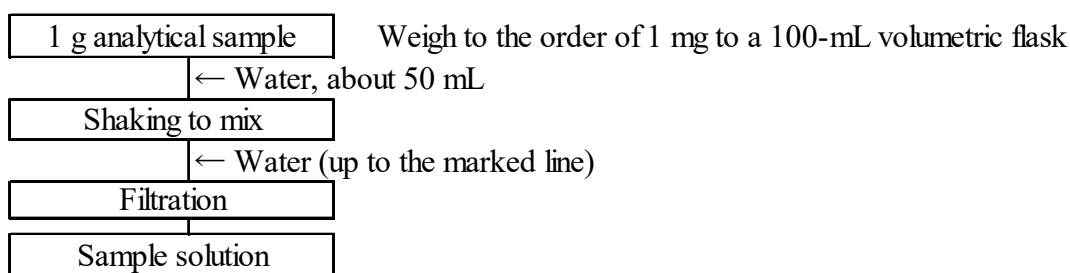 1 g analytical sample Weigh to the order of 1 mg to a 100-mL volumetric flask
← Water, about 50 mL
Shaking to mix
← Water (up to the marked line)
Filtration
Sample solution